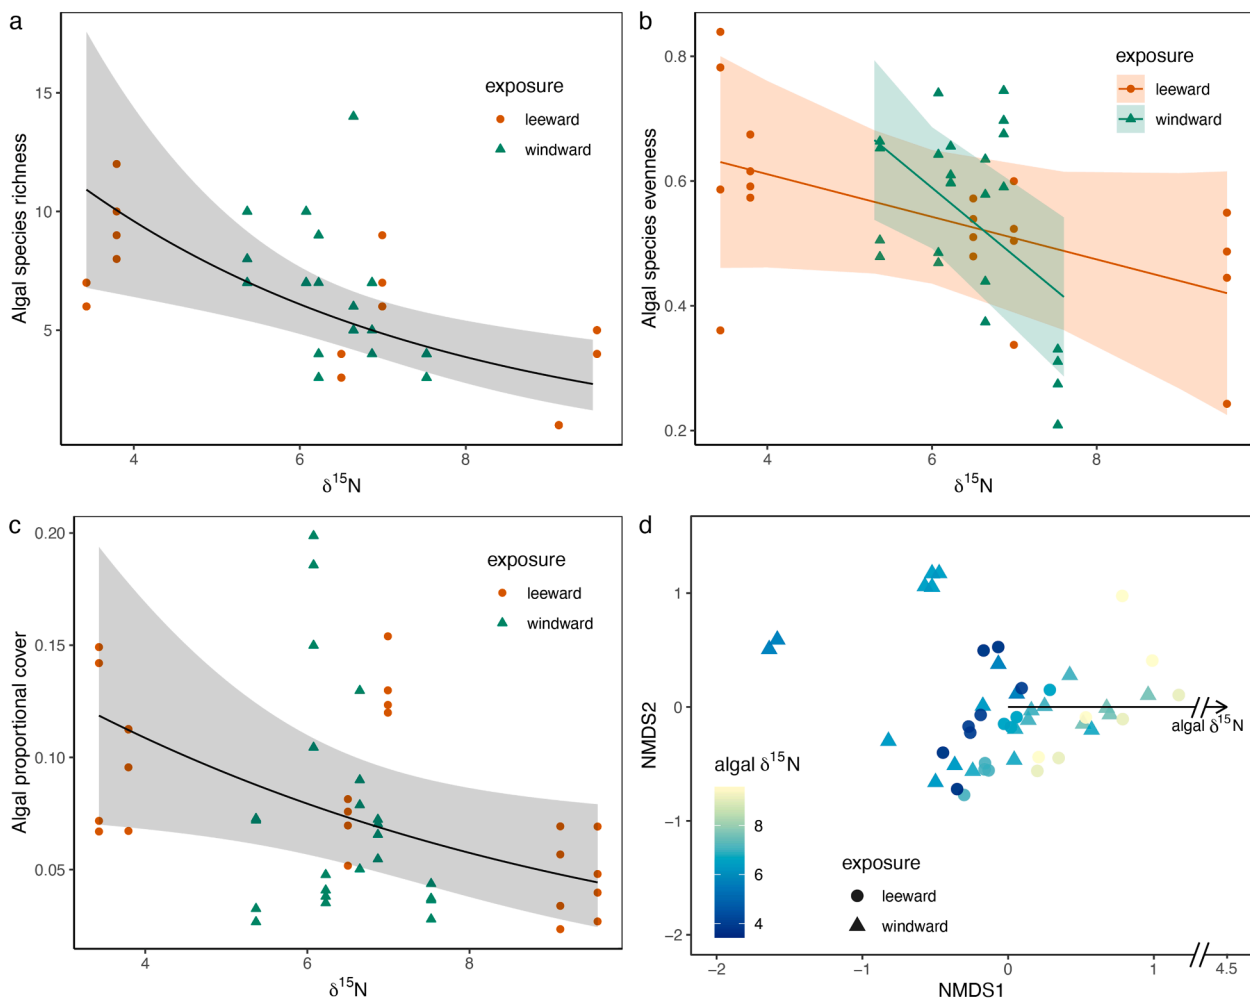 a
Algal species richness
15
10
5
4
6
8
δ¹⁵N
exposure
leeward
windward
b
Algal species evenness
0.8
0.6
0.4
0.2
4
6
8
δ¹⁵N
exposure
leeward
windward
c
Algal proportional cover
0.20
0.15
0.10
0.05
4
6
8
δ¹⁵N
exposure
leeward
windward
d
NMDS2
1
0
−1
−2
−2
−1
0
1
4.5
NMDS1
algal δ¹⁵N
algal δ¹⁵N
8
6
4
exposure
leeward
windward